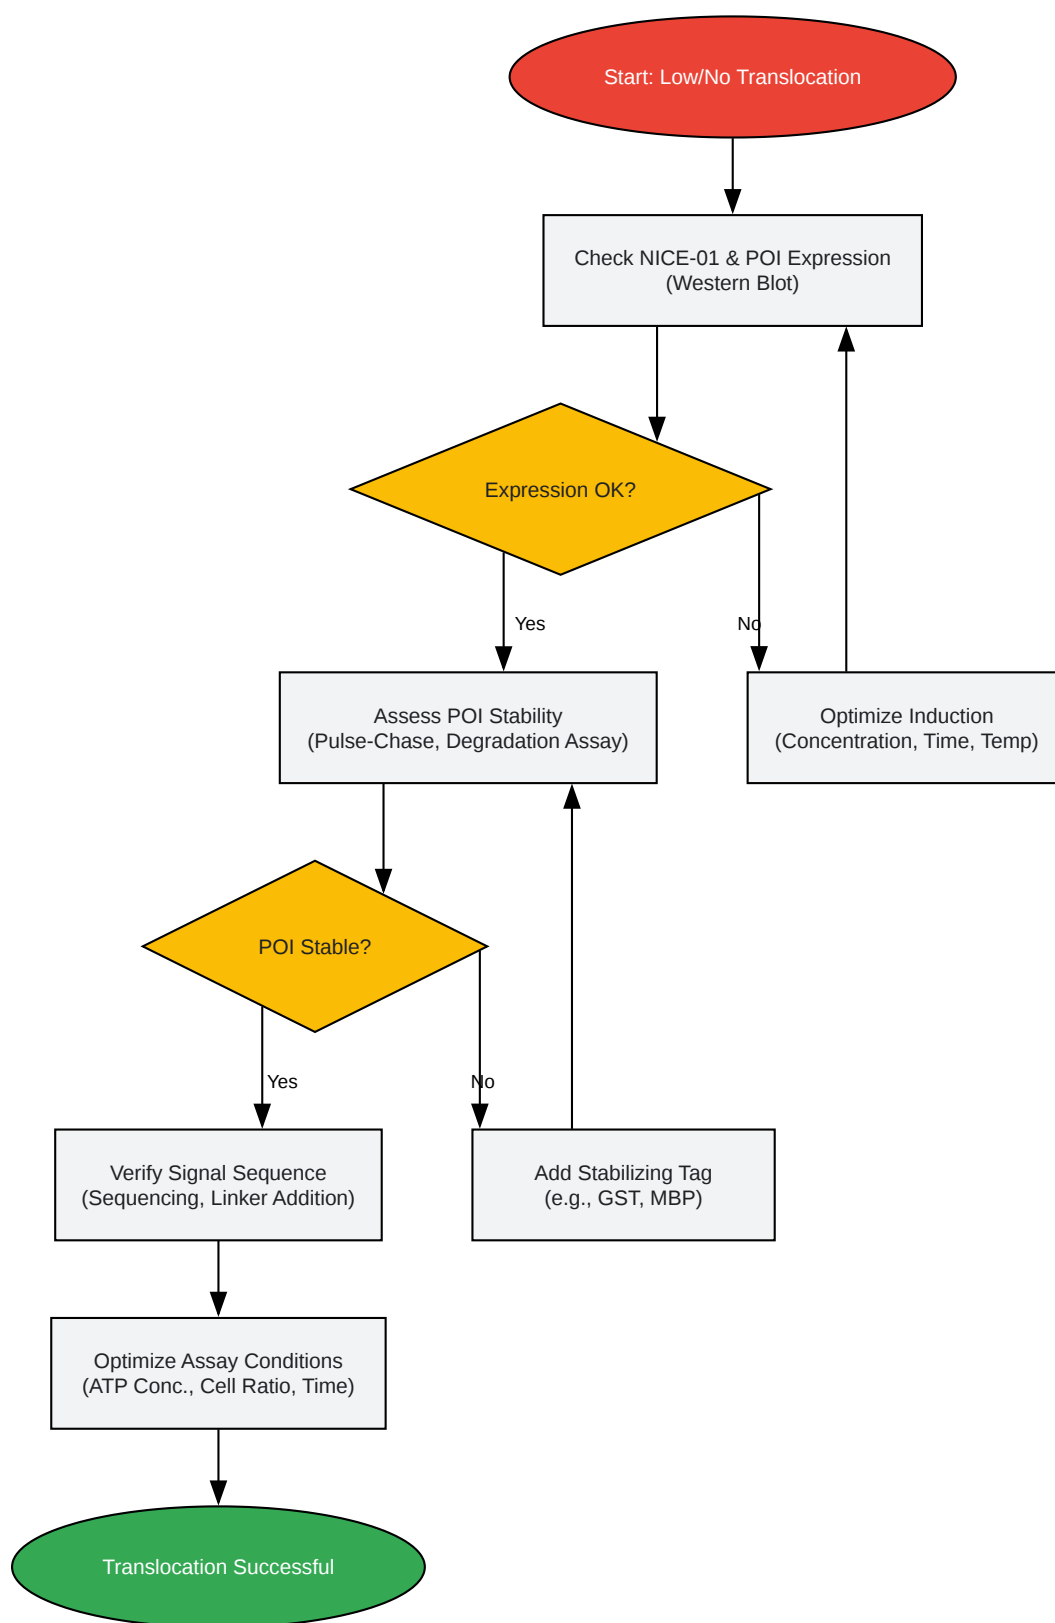 Start: Low/No Translocation
Check NICE-01 & POI Expression
(Western Blot)
Expression OK?
Yes
No
Assess POI Stability
(Pulse-Chase, Degradation Assay)
Optimize Induction
(Concentration, Time, Temp)
POI Stable?
Yes
No
Verify Signal Sequence
(Sequencing, Linker Addition)
Add Stabilizing Tag
(e.g., GST, MBP)
Optimize Assay Conditions
(ATP Conc., Cell Ratio, Time)
Translocation Successful